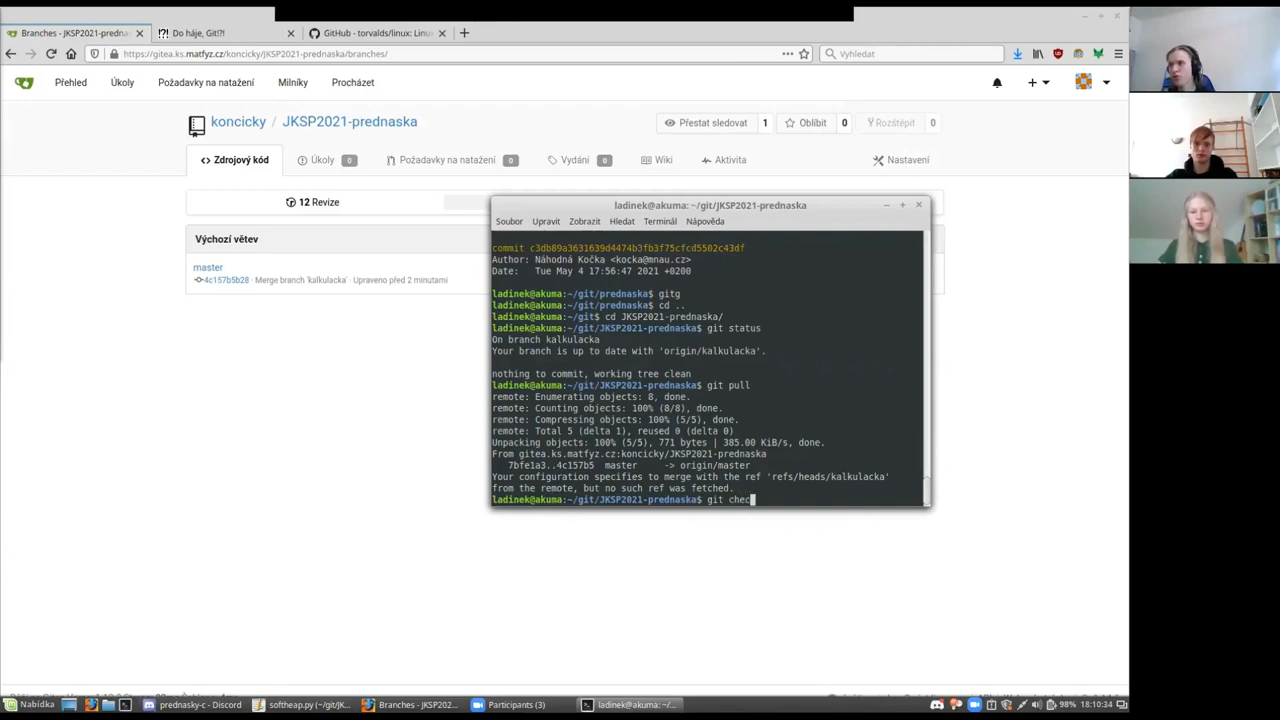 Branches - JKSP2021-prednas
Do háje, Git!?!
GitHub - torvalds/linux: Linu
https://gitea.ks.matfyz.cz/koncicky/JKSP2021-prednaska/branches/
Vyhledat
Přehled
Úkoly
Požadavky na natažení
Milníky
Procházet
koncicky / JKSP2021-prednaska
Přestat sledovat 1
Oblíbit 0
Rozštěpit 0
Zdrojový kód
Úkoly 0
Požadavky na natažení 0
Vydání 0
Wiki
Aktivita
Nastavení
12 Revize
Výchozí větev
master
4c157b5b28 · Merge branch 'kalkulacka' · Upraveno před 2 minutami
ladinek@akuma: ~/git/JKSP2021-prednaska
Soubor Upravit Zobrazit Hledat Terminál Nápověda
commit c3db89a3631639d4474b3fb3f75cfcd5502c43df
Author: Náhodná Kočka <kocka@mnau.cz>
Date: Tue May 4 17:56:47 2021 +0200
ladinek@akuma:~/git/prednaska$ gitg
ladinek@akuma:~/git/prednaska$ cd ..
ladinek@akuma:~/git$ cd JKSP2021-prednaska/
ladinek@akuma:~/git/JKSP2021-prednaska$ git status
On branch kalkulacka
Your branch is up to date with 'origin/kalkulacka'.
nothing to commit, working tree clean
ladinek@akuma:~/git/JKSP2021-prednaska$ git pull
remote: Enumerating objects: 8, done.
remote: Counting objects: 100% (8/8), done.
remote: Compressing objects: 100% (5/5), done.
remote: Total 5 (delta 1), reused 0 (delta 0)
Unpacking objects: 100% (5/5), 771 bytes | 385.00 KiB/s, done.
From gitea.ks.matfyz.cz:koncicky/JKSP2021-prednaska
7bfe1a3..4c157b5 master -> origin/master
Your configuration specifies to merge with the ref 'refs/heads/kalkulacka'
from the remote, but no such ref was fetched.
ladinek@akuma:~/git/JKSP2021-prednaska$ git chec
Nabídka
prednasky-c - Discord
softheap.py (~/git/JK...
Branches - JKSP202...
Participants (3)
ladinek@akuma: ~/...
98%
18:10:34